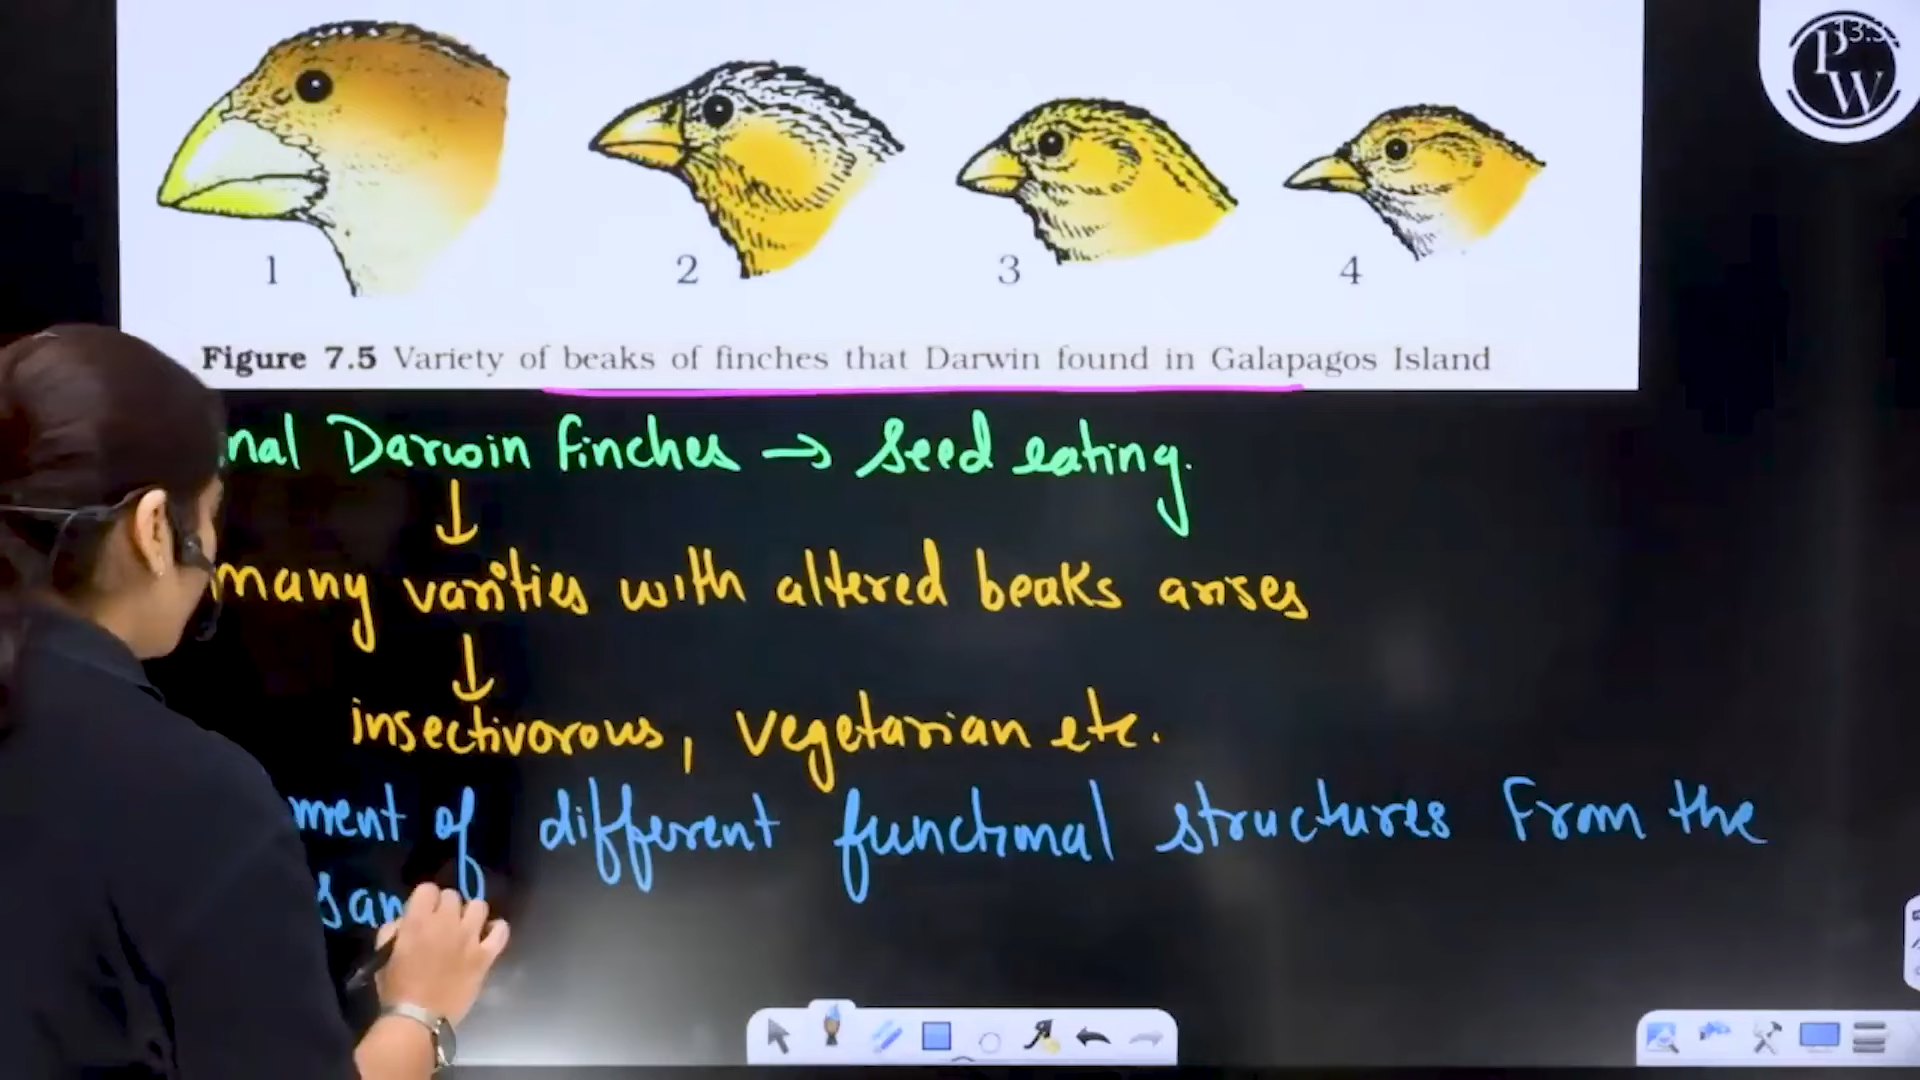 PW
1 2 3 4
Figure 7.5 Variety of beaks of finches that Darwin found in Galapagos Island
nal Darwin Finches → Seed eating.
many varities with altered beaks arises
insectivorous, vegetarian etc.
ment of different functional structures From the